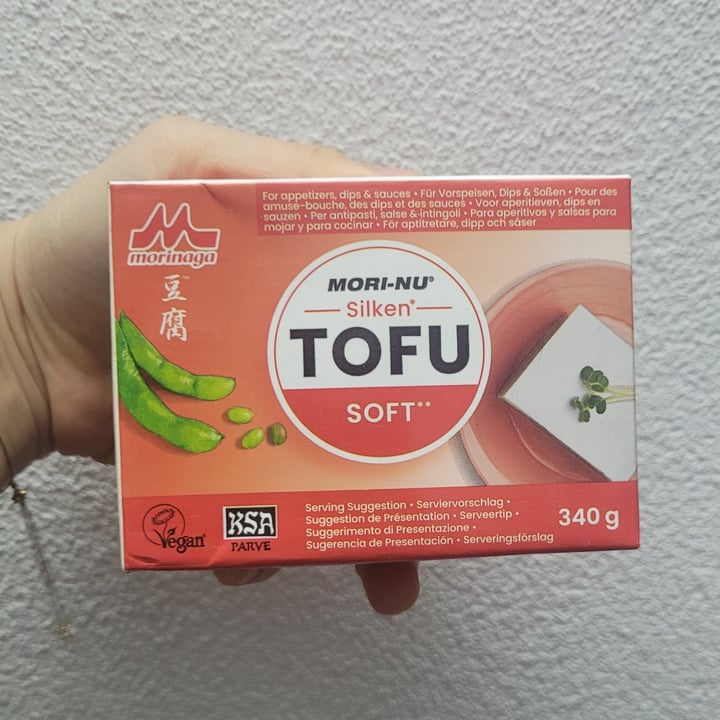 For appetizers, dips & sauces • Für Vorspeisen, Dips & Soßen • Pour des
amuse-bouche, des dips et des sauces • Voor aperitieven, dips en
sauzen • Per antipasti, salse & intingoli • Para aperitivos y salsas para
mojar y para cocinar • För aptitretare, dipp och såser
morinaga
豆腐
MORI-NU®
Silken*
TOFU
SOFT**
Vegan
KSA
PARVE
Serving Suggestion • Serviervorschlag •
Suggestion de Présentation • Serveertip •
Suggerimento di Presentazione •
Sugerencia de Presentación • Serveringsförslag
340 g